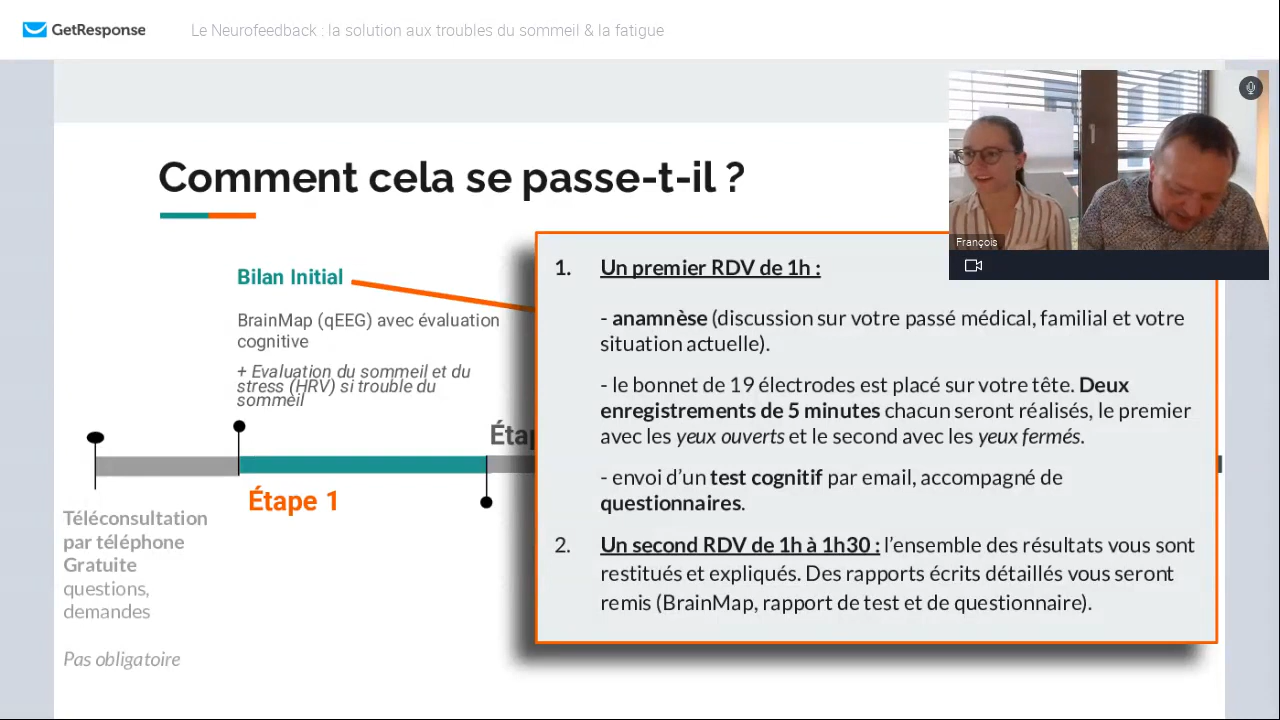 GetResponse
Le Neurofeedback : la solution aux troubles du sommeil & la fatigue
Comment cela se passe-t-il ?
François
Bilan Initial
BrainMap (qEEG) avec évaluation
cognitive
+ Evaluation du sommeil et du
stress (HRV) si trouble du
sommeil
Étap
Étape 1
Téléconsultation
par téléphone
Gratuite
questions,
demandes
Pas obligatoire
1. Un premier RDV de 1h :
- anamnèse (discussion sur votre passé médical, familial et votre
situation actuelle).
- le bonnet de 19 électrodes est placé sur votre tête. Deux
enregistrements de 5 minutes chacun seront réalisés, le premier
avec les yeux ouverts et le second avec les yeux fermés.
- envoi d’un test cognitif par email, accompagné de
questionnaires.
2. Un second RDV de 1h à 1h30 : l’ensemble des résultats vous sont
restitués et expliqués. Des rapports écrits détaillés vous seront
remis (BrainMap, rapport de test et de questionnaire).